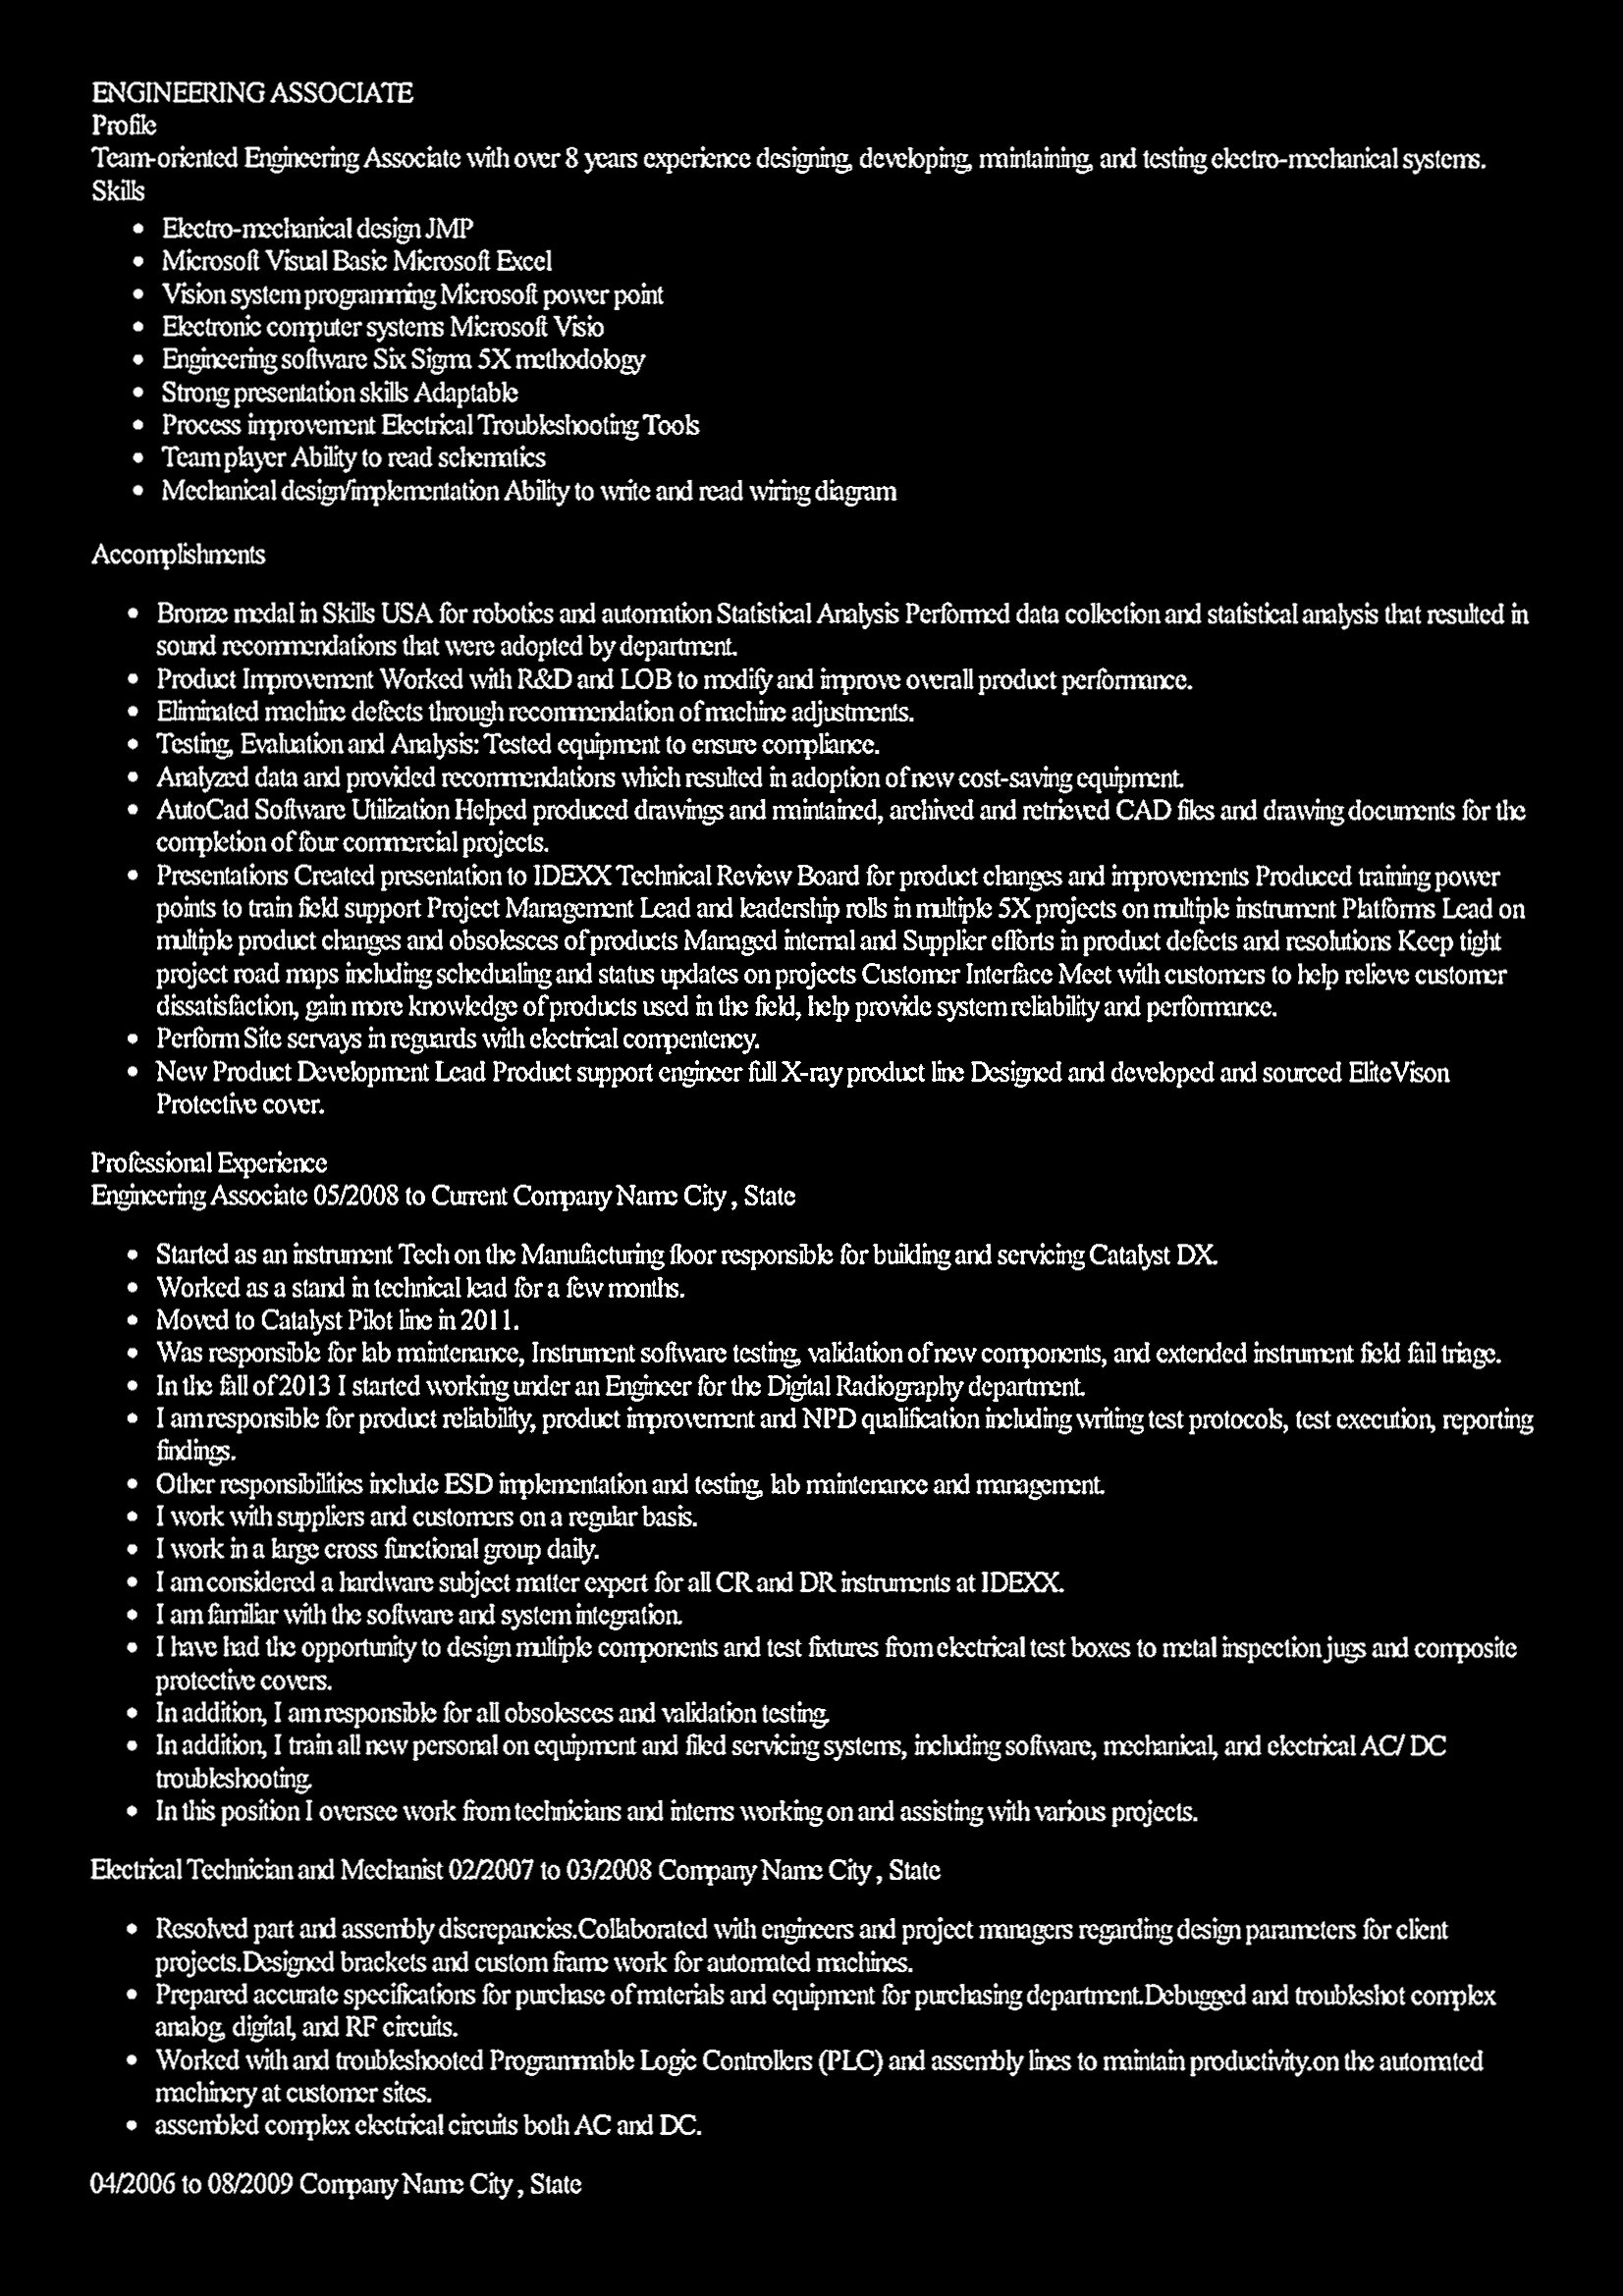 ENGINEERING ASSOCIATE
Profile
Team-oriented Engineering Associate with over 8 years experience designing, developing, maintaining, and testing electro-mechanical systems.
Skills
• Electro-mechanical design JMP
• Microsoft Visual Basic Microsoft Excel
• Vision system programming Microsoft power point
• Electronic computer systems Microsoft Visio
• Engineering software Six Sigma 5X methodology
• Strong presentation skills Adaptable
• Process improvement Electrical Troubleshooting Tools
• Team player Ability to read schematics
• Mechanical design/implementation Ability to write and read wiring diagram
Accomplishments
• Bronze medal in Skills USA for robotics and automation Statistical Analysis Performed data collection and statistical analysis that resulted in
sound recommendations that were adopted by department.
• Product Improvement Worked with R&D and LOB to modify and improve overall product performance.
• Eliminated machine defects through recommendation of machine adjustments.
• Testing, Evaluation and Analysis: Tested equipment to ensure compliance.
• Analyzed data and provided recommendations which resulted in adoption of new cost-saving equipment.
• AutoCad Software Utilization Helped produced drawings and maintained, archived and retrieved CAD files and drawing documents for the
completion of four commercial projects.
• Presentations Created presentation to IDEXX Technical Review Board for product changes and improvements Produced training power
points to train field support Project Management Lead and leadership rolls in multiple 5X projects on multiple instrument Platforms Lead on
multiple product changes and obsolesces of products Managed internal and Supplier efforts in product defects and resolutions Keep tight
project road maps including schedualing and status updates on projects Customer Interface Meet with customers to help relieve customer
dissatisfaction, gain more knowledge of products used in the field, help provide system reliability and performance.
• Perform Site servays in reguards with electrical compentency.
• New Product Development Lead Product support engineer full X-ray product line Designed and developed and sourced EliteVison
Protective cover.
Professional Experience
Engineering Associate 05/2008 to Current Company Name City , State
• Started as an instrument Tech on the Manufacturing floor responsible for building and servicing Catalyst DX.
• Worked as a stand in technical lead for a few months.
• Moved to Catalyst Pilot line in 2011.
• Was responsible for lab maintenance, Instrument software testing, validation of new components, and extended instrument field fail triage.
• In the fall of 2013 I started working under an Engineer for the Digital Radiography department.
• I am responsible for product reliability, product improvement and NPD qualification including writing test protocols, test execution, reporting
findings.
• Other responsibilities include ESD implementation and testing, lab maintenance and management.
• I work with suppliers and customers on a regular basis.
• I work in a large cross functional group daily.
• I am considered a hardware subject matter expert for all CR and DR instruments at IDEXX.
• I am familiar with the software and system integration.
• I have had the opportunity to design multiple components and test fixtures from electrical test boxes to metal inspection jugs and composite
protective covers.
• In addition, I am responsible for all obsolesces and validation testing.
• In addition, I train all new personal on equipment and filed servicing systems, including software, mechanical, and electrical AC/ DC
troubleshooting.
• In this position I oversee work from technicians and interns working on and assisting with various projects.
Electrical Technician and Mechanist 02/2007 to 03/2008 Company Name City , State
• Resolved part and assembly discrepancies.Collaborated with engineers and project managers regarding design parameters for client
projects.Designed brackets and custom frame work for automated machines.
• Prepared accurate specifications for purchase of materials and equipment for purchasing department.Debugged and troubleshot complex
analog, digital, and RF circuits.
• Worked with and troubleshooted Programmable Logic Controllers (PLC) and assembly lines to maintain productivity.on the automated
machinery at customer sites.
• assembled complex electrical circuits both AC and DC.
04/2006 to 08/2009 Company Name City , State